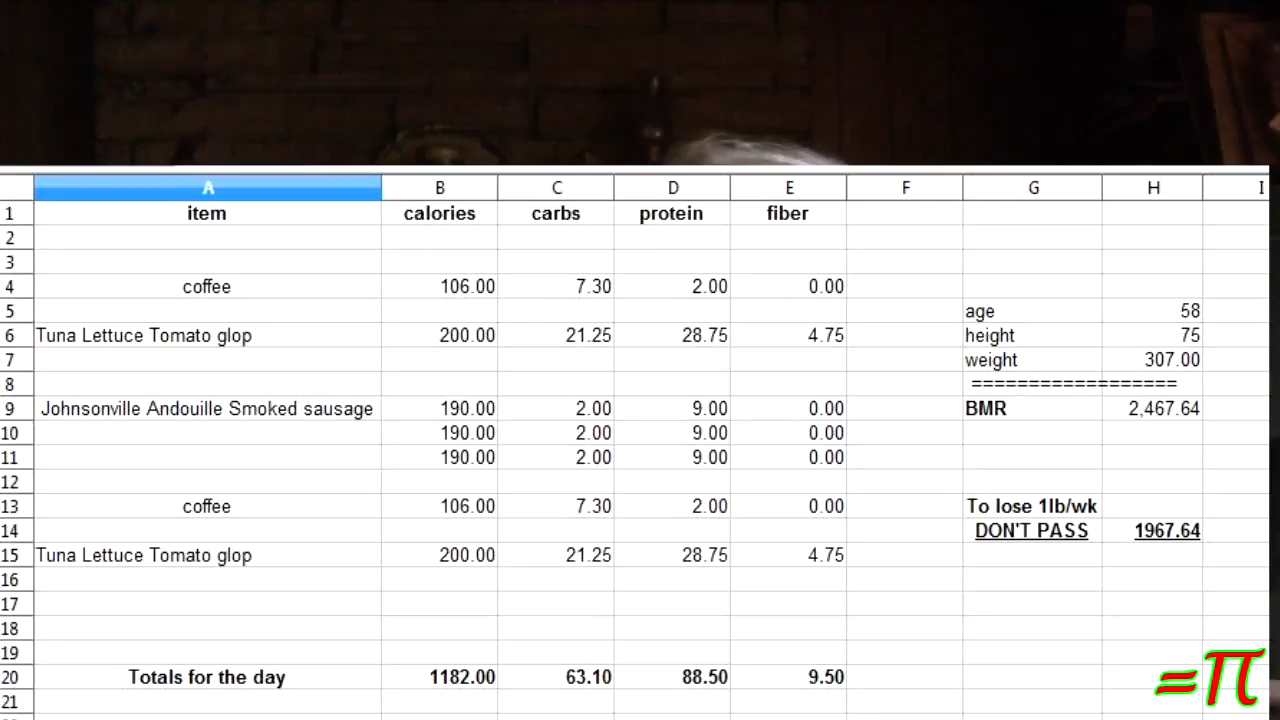 A B C D E F G H I
1 item calories carbs protein fiber
2
3
4 coffee 106.00 7.30 2.00 0.00
5 age 58
6 Tuna Lettuce Tomato glop 200.00 21.25 28.75 4.75 height 75
7 weight 307.00
8 ==================
9 Johnsonville Andouille Smoked sausage 190.00 2.00 9.00 0.00 BMR 2,467.64
10 190.00 2.00 9.00 0.00
11 190.00 2.00 9.00 0.00
12
13 coffee 106.00 7.30 2.00 0.00 To lose 1lb/wk
14 DON'T PASS 1967.64
15 Tuna Lettuce Tomato glop 200.00 21.25 28.75 4.75
16
17
18
19
20 Totals for the day 1182.00 63.10 88.50 9.50
21
=π